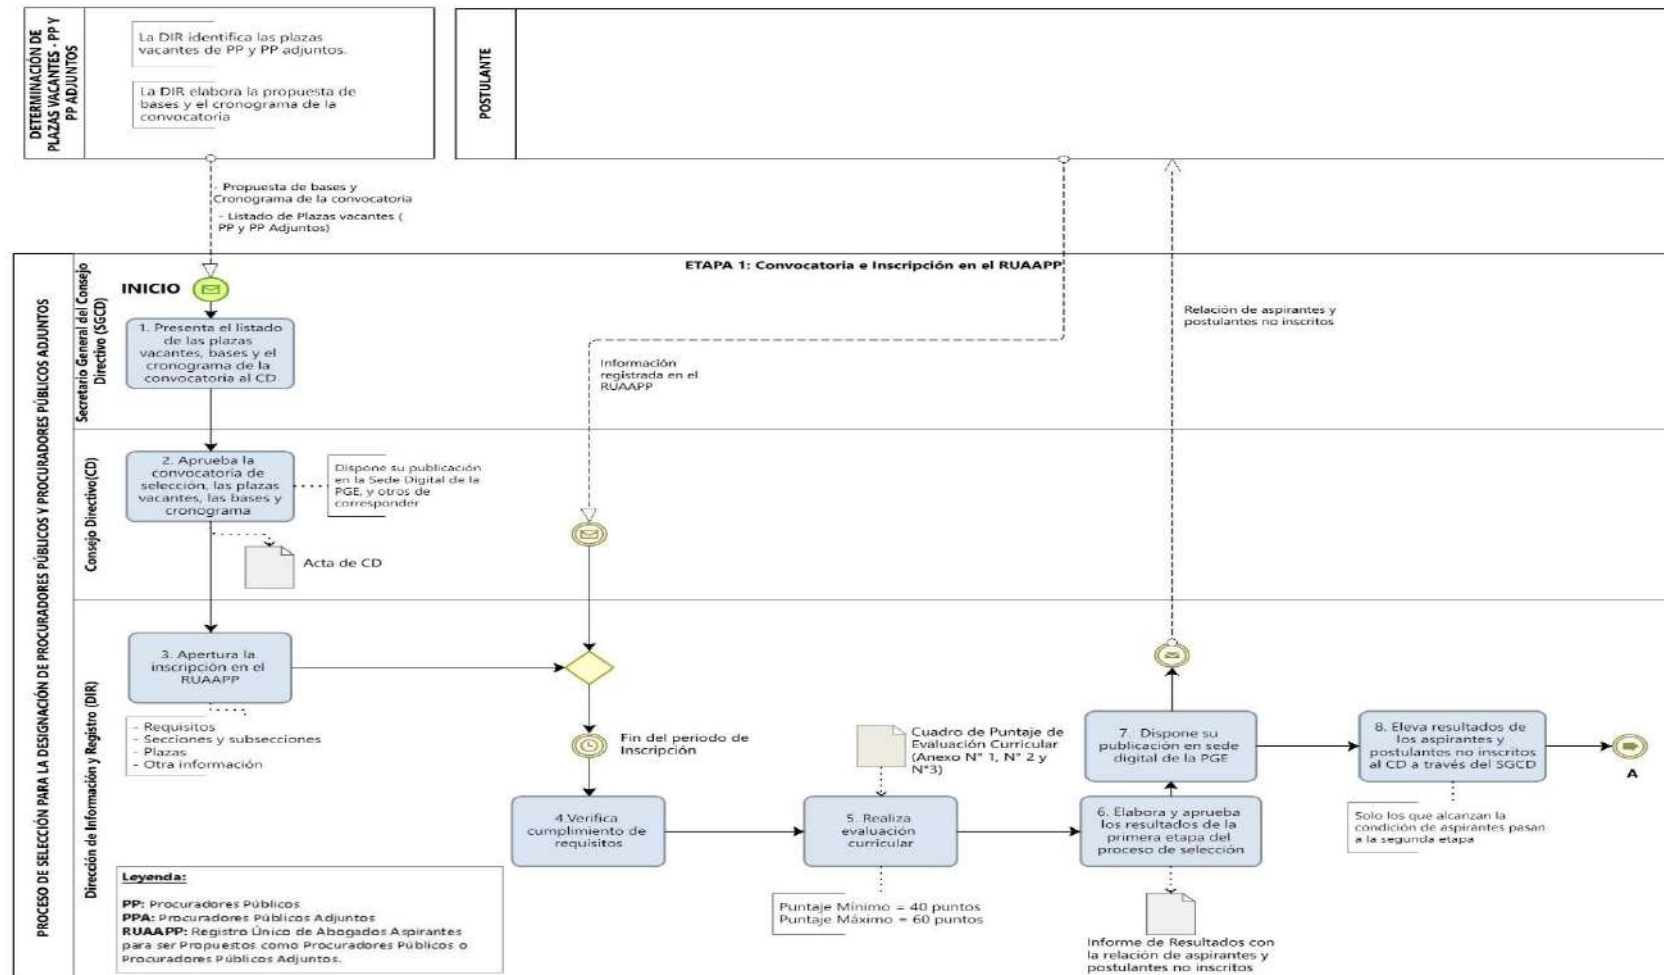 DETERMINACIÓN DE
PLAZAS VACANTES - PP Y
PP ADJUNTOS
La DIR identifica las plazas
vacantes de PP y PP adjuntos.
La DIR elabora la propuesta de
bases y el cronograma de la
convocatoria
POSTULANTE
- Propuesta de bases y
Cronograma de la convocatoria
- Listado de Plazas vacantes (
PP y PP Adjuntos)
PROCESO DE SELECCIÓN PARA LA DESIGNACIÓN DE PROCURADORES PÚBLICOS Y PROCURADORES PÚBLICOS ADJUNTOS
ETAPA 1: Convocatoria e Inscripción en el RUAAPP
Secretario General del Consejo
Directivo (SGCD)
INICIO
1. Presenta el listado
de las plazas
vacantes, bases y el
cronograma de la
convocatoria al CD
Información
registrada en el
RUAAPP
Relación de aspirantes y
postulantes no inscritos
Consejo Directivo(CD)
2. Aprueba la
convocatoria de
selección, las plazas
vacantes, las bases y
cronograma
Dispone su publicación
en la Sede Digital de la
PGE, y otros de
corresponder
Acta de CD
Dirección de Información y Registro (DIR)
3. Apertura la
inscripción en el
RUAAPP
- Requisitos
- Secciones y subsecciones
- Plazas
- Otra información
Fin del periodo de
Inscripción
4.Verifica
cumplimiento de
requisitos
Cuadro de Puntaje de
Evaluación Curricular
(Anexo N° 1, N° 2 y
N°3)
5. Realiza
evaluación
curricular
Puntaje Mínimo = 40 puntos
Puntaje Máximo = 60 puntos
7. Dispone su
publicación en sede
digital de la PGE
6. Elabora y aprueba
los resultados de la
primera etapa del
proceso de selección
Informe de Resultados con
la relación de aspirantes y
postulantes no inscritos
8. Eleva resultados de
los aspirantes y
postulantes no inscritos
al CD a través del SGCD
A
Solo los que alcanzan la
condición de aspirantes pasan
a la segunda etapa
Leyenda:
PP: Procuradores Públicos
PPA: Procuradores Públicos Adjuntos
RUAAPP: Registro Único de Abogados Aspirantes
para ser Propuestos como Procuradores Públicos o
Procuradores Públicos Adjuntos.